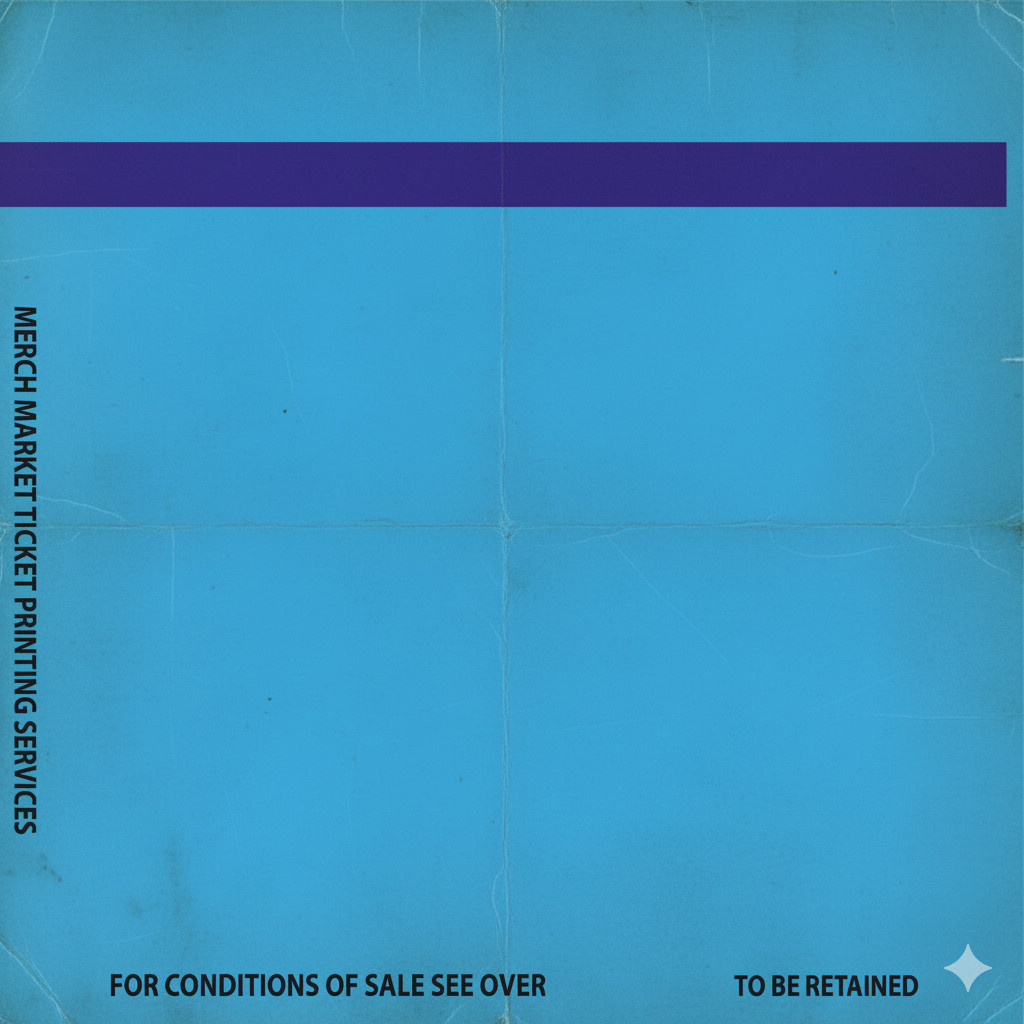 MERCH MARKET TICKET PRINTING SERVICES
FOR CONDITIONS OF SALE SEE OVER
TO BE RETAINED